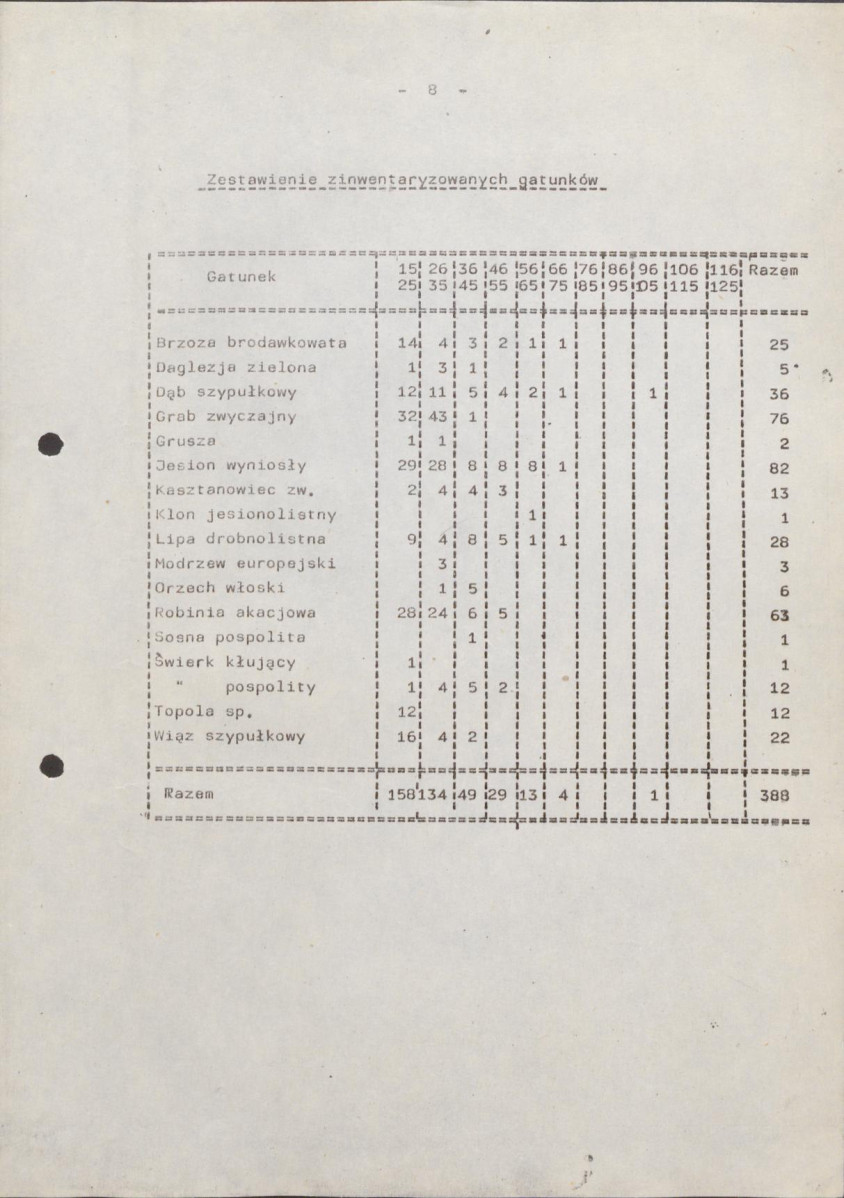 - 8 -
Zestawienie zinwentaryzowanych gatunków
Gatunek 15 26 36 46 56 66 76 86 96 106 116 Razem
25 35 45 55 65 75 85 95 105 115 125
Brzoza brodawkowata 14 4 3 2 1 1 25
Daglezja zielona 1 3 1 5
Dąb szypułkowy 12 11 5 4 2 1 1 36
Grab zwyczajny 32 43 1 76
Grusza 1 1 2
Jesion wyniosły 29 28 8 8 8 1 82
Kasztanowiec zw. 2 4 4 3 13
Klon jesionolistny 1 1
Lipa drobnolistna 9 4 8 5 1 1 28
Modrzew europejski 3 3
Orzech włoski 1 5 6
Robinia akacjowa 28 24 6 5 63
Sosna pospolita 1 1
Świerk kłujący 1 1
" pospolity 1 4 5 2 12
Topola sp. 12 12
Wiąz szypułkowy 16 4 2 22
Razem 158 134 49 29 13 4 1 388